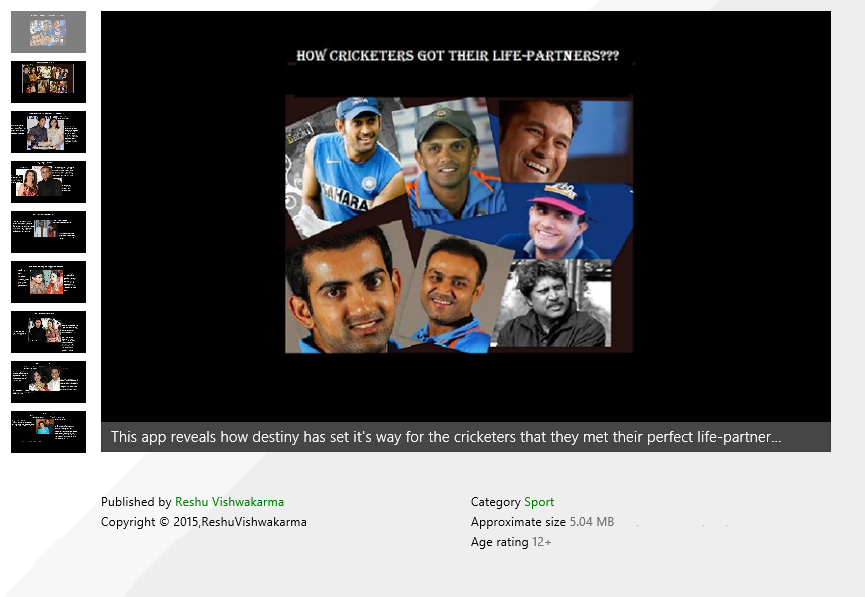 HOW CRICKETERS GOT THEIR LIFE-PARTNERS???
SAHARA
This app reveals how destiny has set it's way for the cricketers that they met their perfect life-partner...
Published by Reshu Vishwakarma
Copyright © 2015,ReshuVishwakarma
Category Sport
Approximate size 5.04 MB
Age rating 12+